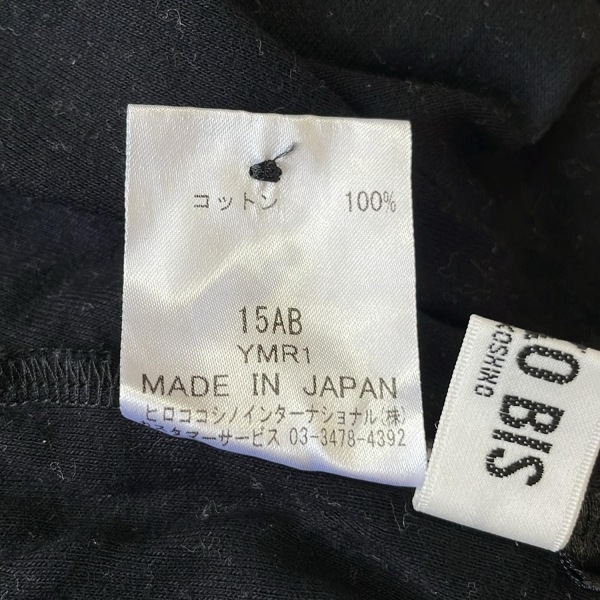 コットン 100%
15AB
YMR1
MADE IN JAPAN
ヒロココシノインターナショナル(株)
カスタマーサービス 03-3478-4392
O BIS
KOSHINO